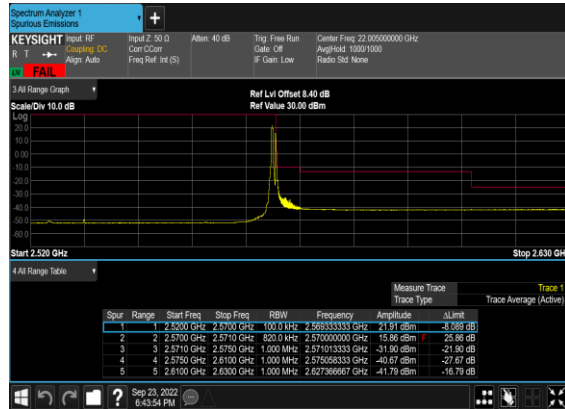 Spectrum Analyzer 1
Spurious Emissions
+
KEYSIGHT Input: RF Input Z: 50 Ω Atten: 40 dB Trig: Free Run Center Freq: 22.005000000 GHz
R T Coupling: DC Corr CCorr Gate: Off Avg|Hold: 1000/1000
Align: Auto Freq Ref: Int (S) IF Gain: Low Radio Std: None
FAIL
3 All Range Graph
Ref Lvl Offset 8.40 dB
Scale/Div 10.0 dB Ref Value 30.00 dBm
Log
20.0
10.0
0.00
-10.0
-20.0
-30.0
-40.0
-50.0
-60.0
Start 2.520 GHz Stop 2.630 GHz
4 All Range Table
Measure Trace Trace 1
Trace Type Trace Average (Active)
Spur Range Start Freq Stop Freq RBW Frequency Amplitude ΔLimit
1 1 2.5200 GHz 2.5700 GHz 100.0 kHz 2.569333333 GHz 21.91 dBm -8.089 dB
2 2 2.5700 GHz 2.5710 GHz 820.0 kHz 2.570000000 GHz 15.86 dBm F 25.86 dB
3 3 2.5710 GHz 2.5750 GHz 1.000 MHz 2.571013333 GHz -31.90 dBm -21.90 dB
4 4 2.5750 GHz 2.6100 GHz 1.000 MHz 2.575058333 GHz -40.67 dBm -27.67 dB
5 5 2.6100 GHz 2.6300 GHz 1.000 MHz 2.627366667 GHz -41.79 dBm -16.79 dB
? Sep 23, 2022
6:43:54 PM